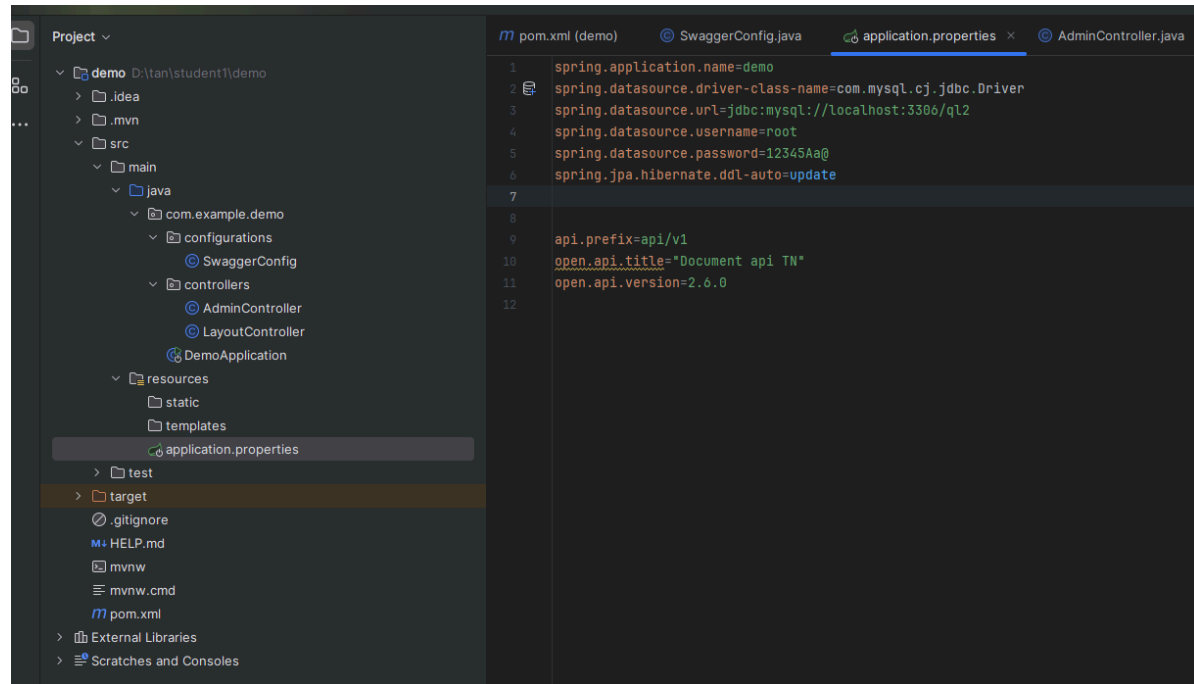 Project
demo D:\tan\student1\demo
.idea
.mvn
src
main
java
com.example.demo
configurations
SwaggerConfig
controllers
AdminController
LayoutController
DemoApplication
resources
static
templates
application.properties
test
target
.gitignore
M↓ HELP.md
mvnw
mvnw.cmd
m pom.xml
External Libraries
Scratches and Consoles
m pom.xml (demo) © SwaggerConfig.java application.properties × © AdminController.java
1 spring.application.name=demo
2 spring.datasource.driver-class-name=com.mysql.cj.jdbc.Driver
3 spring.datasource.url=jdbc:mysql://localhost:3306/ql2
4 spring.datasource.username=root
5 spring.datasource.password=12345Aa@
6 spring.jpa.hibernate.ddl-auto=update
7
8
9 api.prefix=api/v1
10 open.api.title="Document api TN"
11 open.api.version=2.6.0
12